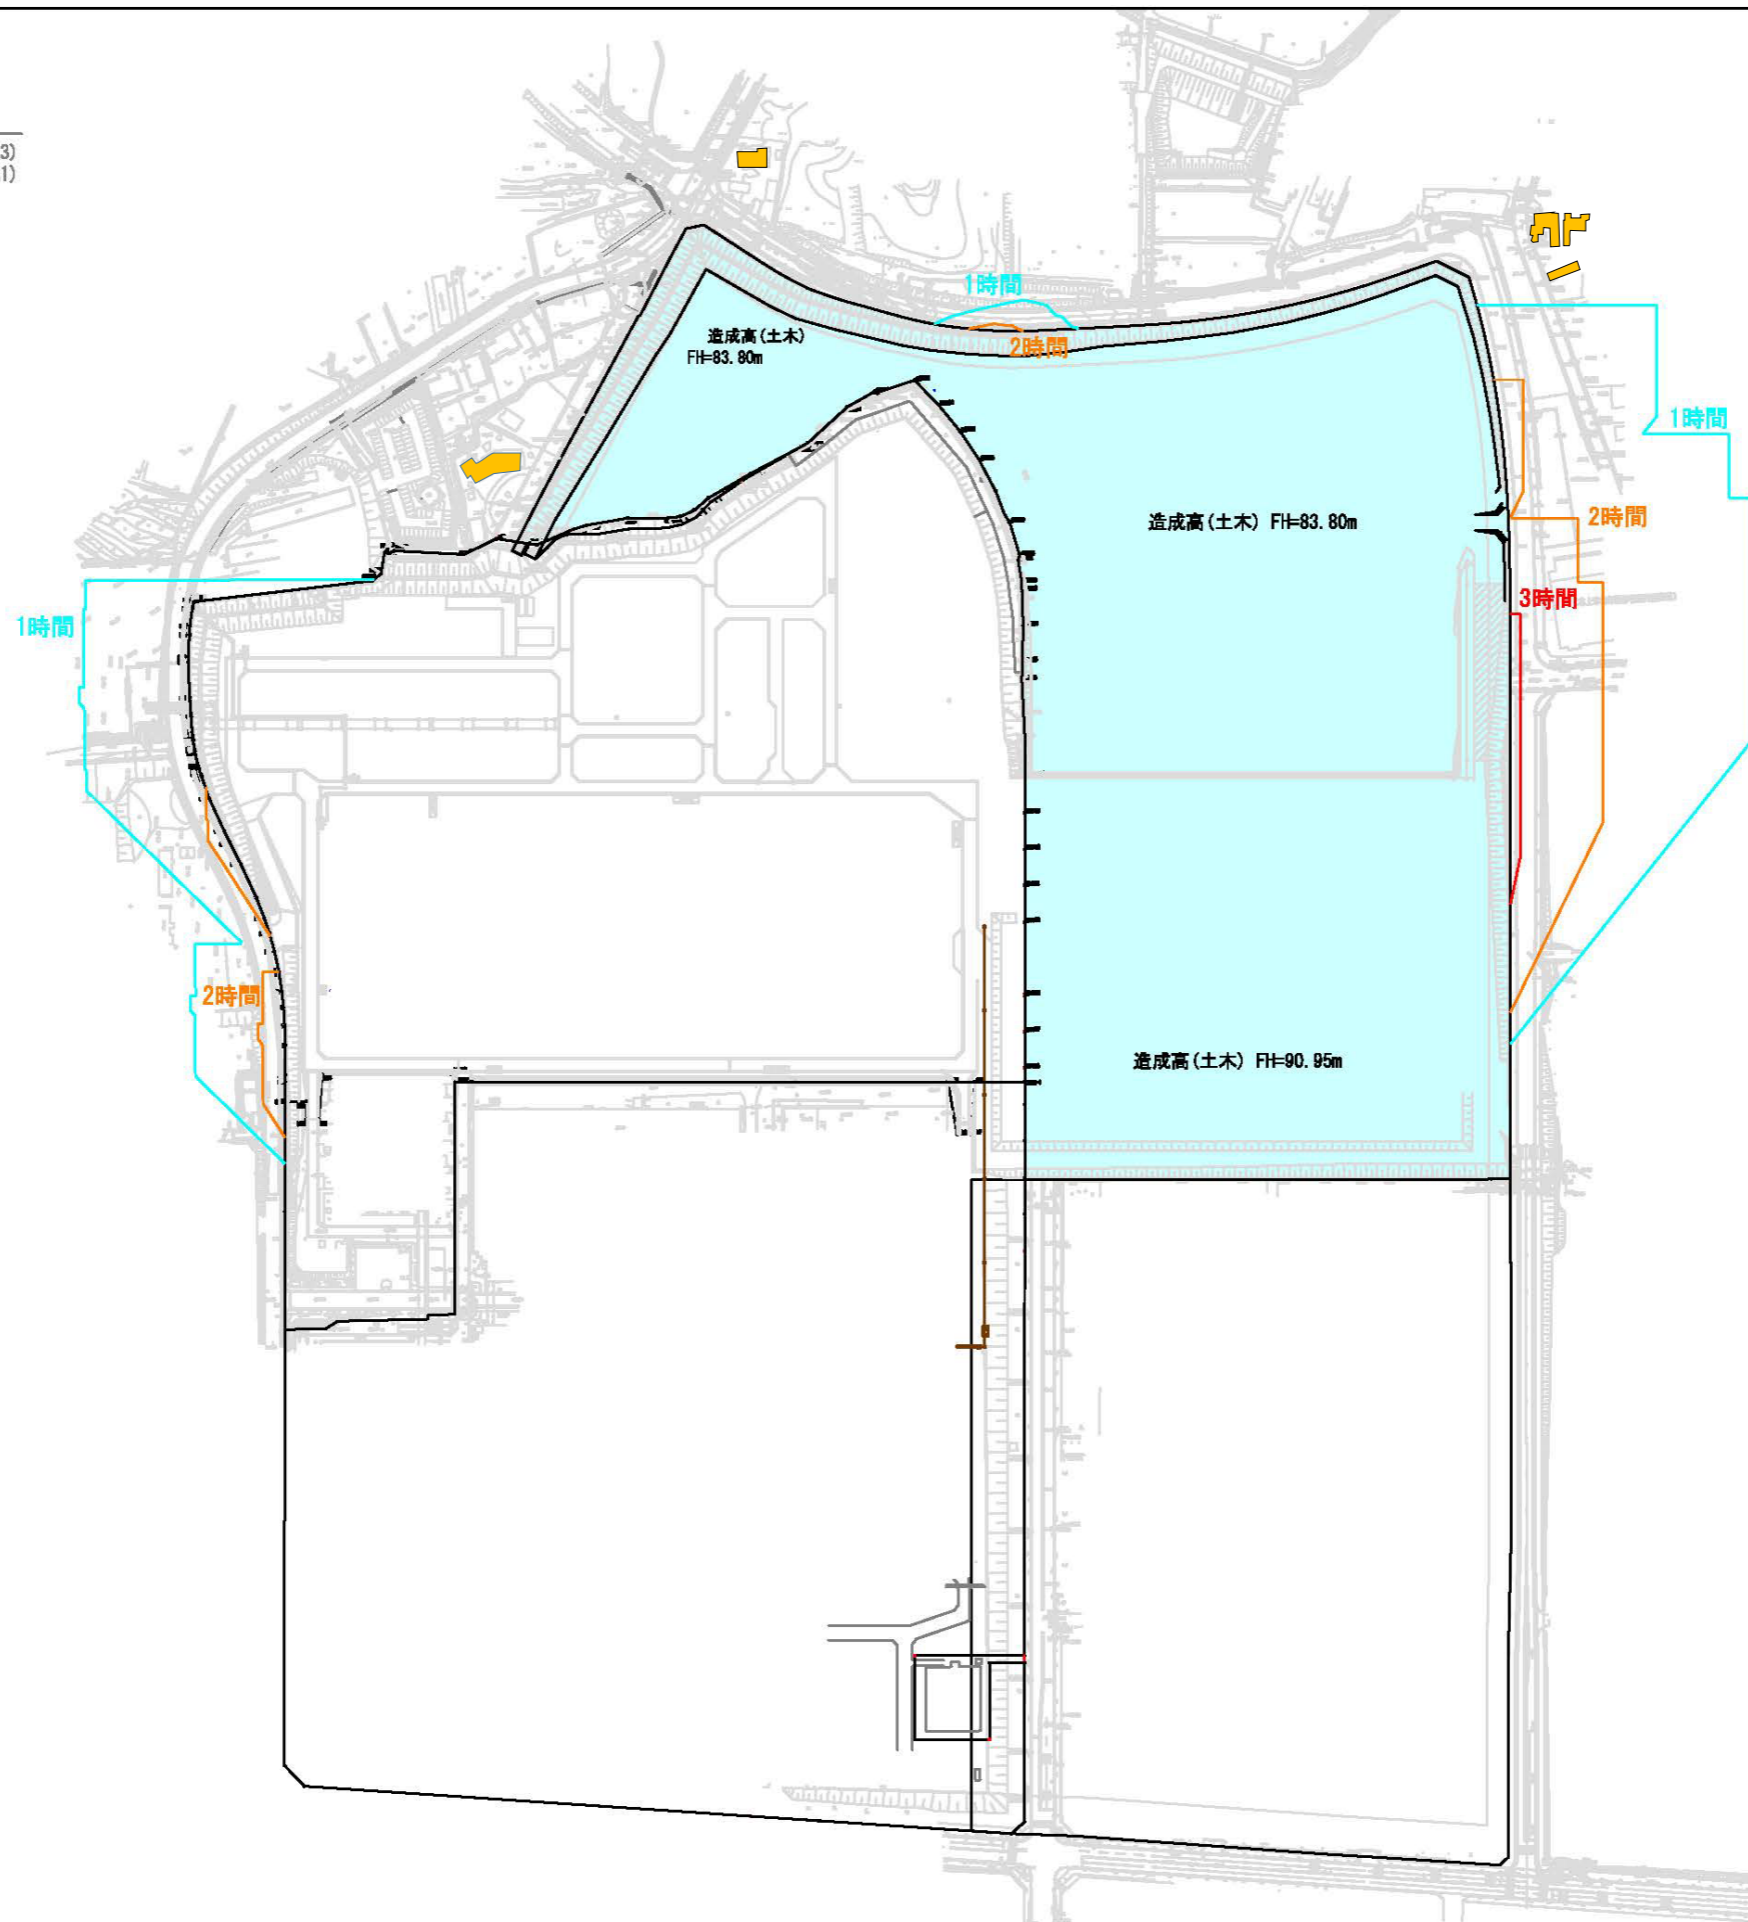 3)
1)
1時間
造成高(土木)
FH=83.80m
2時間
1時間
造成高(土木) FH=83.80m
2時間
3時間
1時間
2時間
造成高(土木) FH=90.95m